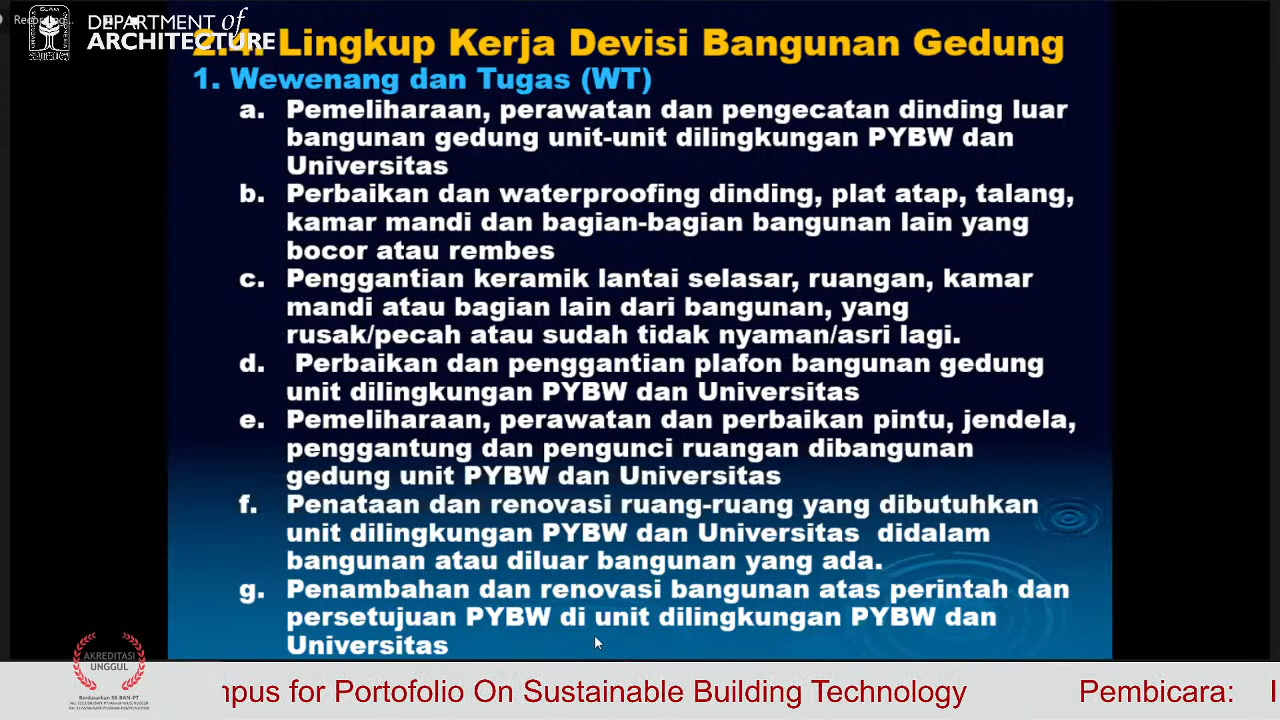 DEPARTMENT of
ARCHITECTURE
Lingkup Kerja Devisi Bangunan Gedung
1. Wewenang dan Tugas (WT)
a. Pemeliharaan, perawatan dan pengecatan dinding luar
bangunan gedung unit-unit dilingkungan PYBW dan
Universitas
b. Perbaikan dan waterproofing dinding, plat atap, talang,
kamar mandi dan bagian-bagian bangunan lain yang
bocor atau rembes
c. Penggantian keramik lantai selasar, ruangan, kamar
mandi atau bagian lain dari bangunan, yang
rusak/pecah atau sudah tidak nyaman/asri lagi.
d. Perbaikan dan penggantian plafon bangunan gedung
unit dilingkungan PYBW dan Universitas
e. Pemeliharaan, perawatan dan perbaikan pintu, jendela,
penggantung dan pengunci ruangan dibangunan
gedung unit PYBW dan Universitas
f. Penataan dan renovasi ruang-ruang yang dibutuhkan
unit dilingkungan PYBW dan Universitas didalam
bangunan atau diluar bangunan yang ada.
g. Penambahan dan renovasi bangunan atas perintah dan
persetujuan PYBW di unit dilingkungan PYBW dan
Universitas
AKREDITASI
UNGGUL
Berdasarkan SK BAN-PT
for Portofolio On Sustainable Building Technology
Pembicara: